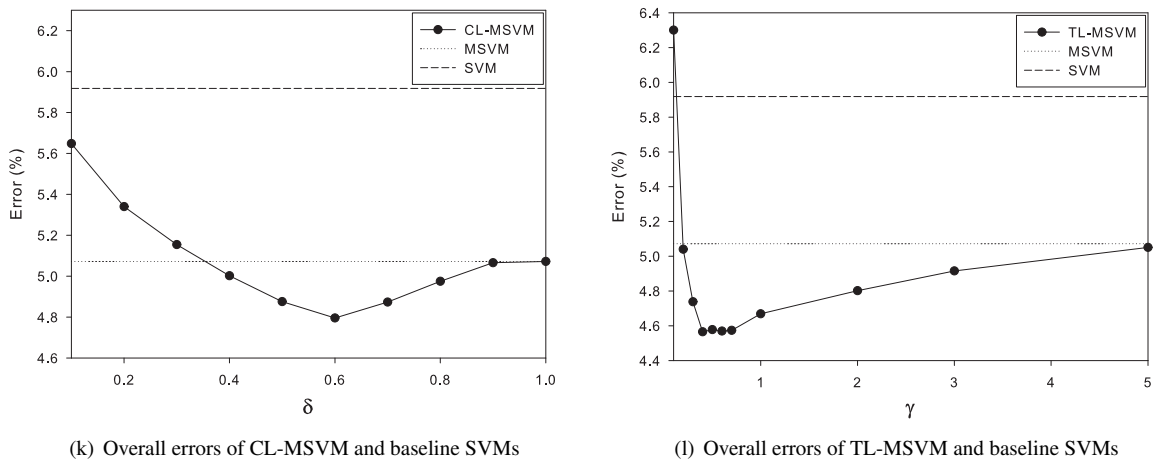 6.2
6.0
5.8
5.6
5.4
5.2
5.0
4.8
4.6
Error (%)
0.2 0.4 0.6 0.8 1.0
δ
CL-MSVM
MSVM
SVM
(k) Overall errors of CL-MSVM and baseline SVMs
6.4
6.2
6.0
5.8
5.6
5.4
5.2
5.0
4.8
4.6
4.4
Error (%)
1 2 3 4 5
γ
TL-MSVM
MSVM
SVM
(l) Overall errors of TL-MSVM and baseline SVMs